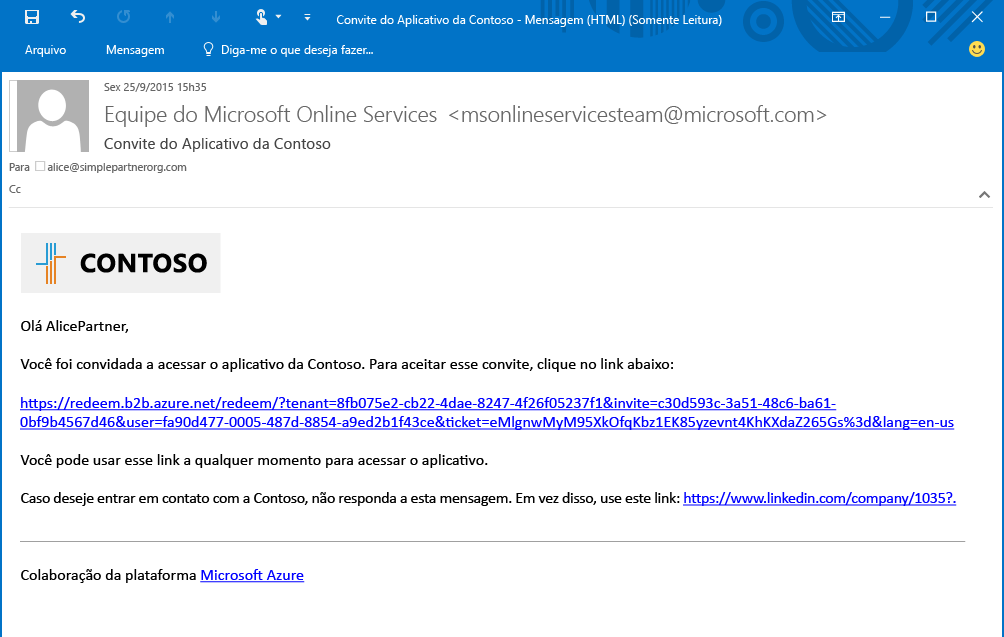 Convite do Aplicativo da Contoso - Mensagem (HTML) (Somente Leitura)
Arquivo Mensagem Diga-me o que deseja fazer...
Sex 25/9/2015 15h35
Equipe do Microsoft Online Services <msonlineservicesteam@microsoft.com>
Convite do Aplicativo da Contoso
Para alice@simplepartnerorg.com
Cc
CONTOSO
Olá AlicePartner,
Você foi convidada a acessar o aplicativo da Contoso. Para aceitar esse convite, clique no link abaixo:
https://redeem.b2b.azure.net/redeem/?tenant=8fb075e2-cb22-4dae-8247-4f26f05237f1&invite=c30d593c-3a51-48c6-ba61-
0bf9b4567d46&user=fa90d477-0005-487d-8854-a9ed2b1f43ce&ticket=eMlgnwMyM95XkOfqKbz1EK85yzevnt4KhKXdaZ265Gs%3d&lang=en-us
Você pode usar esse link a qualquer momento para acessar o aplicativo.
Caso deseje entrar em contato com a Contoso, não responda a esta mensagem. Em vez disso, use este link: https://www.linkedin.com/company/1035?.
Colaboração da plataforma Microsoft Azure